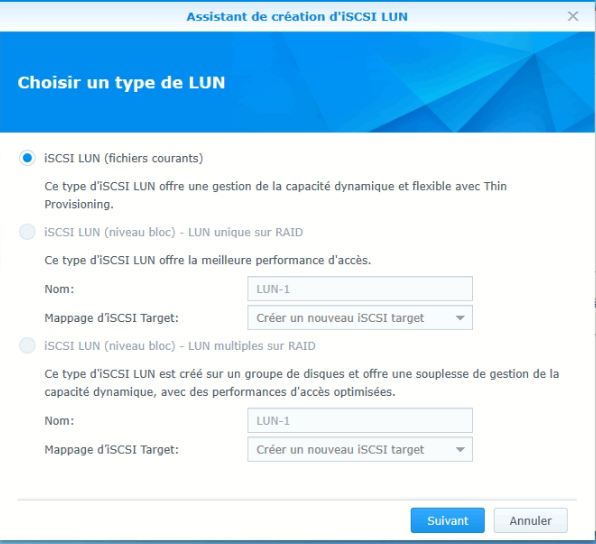 Assistant de création d'iSCSI LUN
Choisir un type de LUN
iSCSI LUN (fichiers courants)
Ce type d'iSCSI LUN offre une gestion de la capacité dynamique et flexible avec Thin
Provisioning.
iSCSI LUN (niveau bloc) - LUN unique sur RAID
Ce type d'iSCSI LUN offre la meilleure performance d'accès.
Nom: LUN-1
Mappage d'iSCSI Target: Créer un nouveau iSCSI target
iSCSI LUN (niveau bloc) - LUN multiples sur RAID
Ce type d'iSCSI LUN est créé sur un groupe de disques et offre une souplesse de gestion de la
capacité dynamique, avec des performances d'accès optimisées.
Nom: LUN-1
Mappage d'iSCSI Target: Créer un nouveau iSCSI target
Suivant Annuler